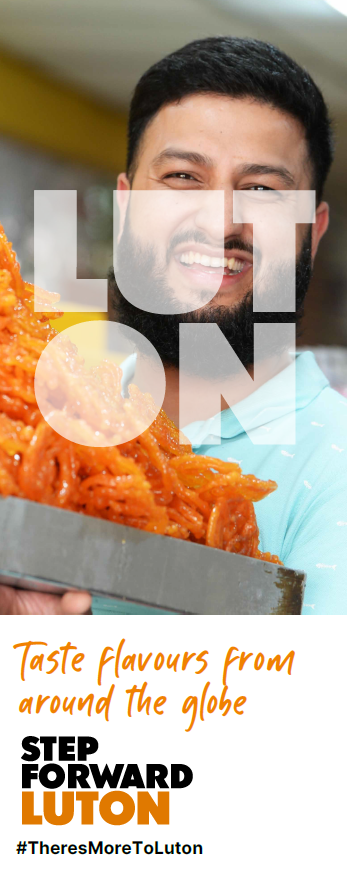 LUT
ON
Taste flavours from
around the globe
STEP
FORWARD
LUTON
#TheresMoreToLuton